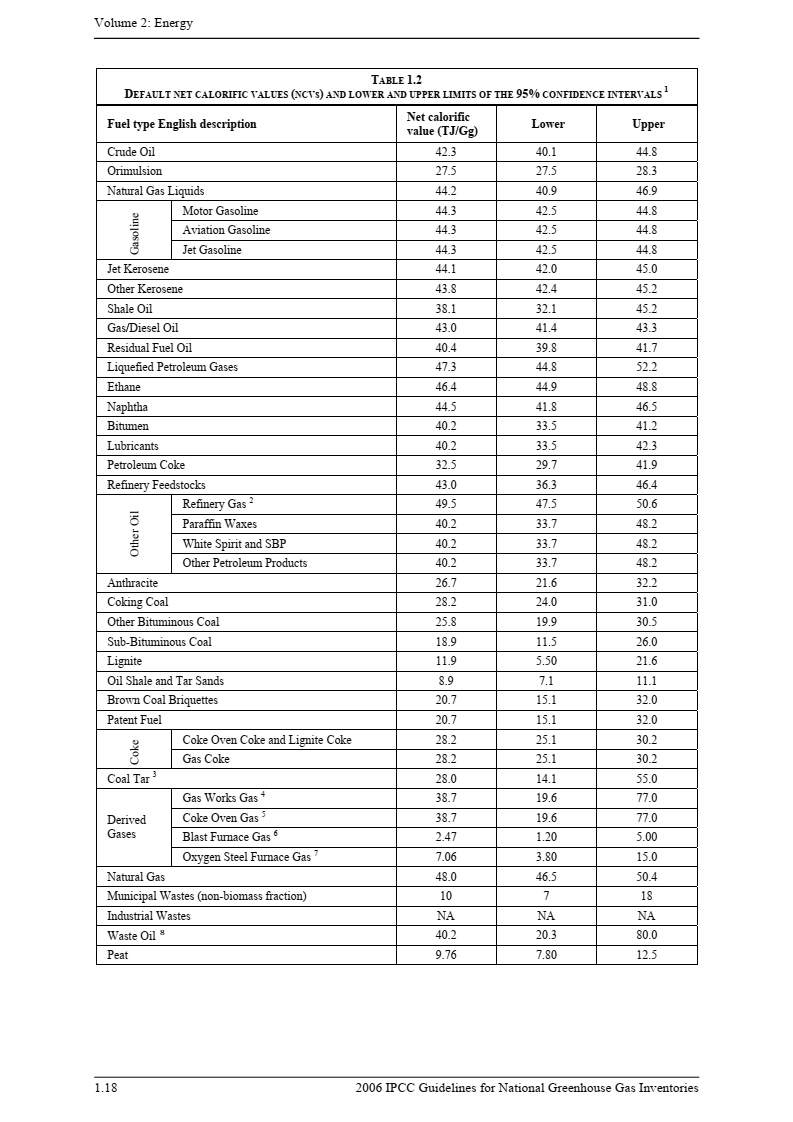 Volume 2: Energy
TABLE 1.2
DEFAULT NET CALORIFIC VALUES (NCVS) AND LOWER AND UPPER LIMITS OF THE 95% CONFIDENCE INTERVALS 1
Fuel type English description Net calorific value (TJ/Gg) Lower Upper
Crude Oil 42.3 40.1 44.8
Orimulsion 27.5 27.5 28.3
Natural Gas Liquids 44.2 40.9 46.9
Gasoline
Motor Gasoline 44.3 42.5 44.8
Aviation Gasoline 44.3 42.5 44.8
Jet Gasoline 44.3 42.5 44.8
Jet Kerosene 44.1 42.0 45.0
Other Kerosene 43.8 42.4 45.2
Shale Oil 38.1 32.1 45.2
Gas/Diesel Oil 43.0 41.4 43.3
Residual Fuel Oil 40.4 39.8 41.7
Liquefied Petroleum Gases 47.3 44.8 52.2
Ethane 46.4 44.9 48.8
Naphtha 44.5 41.8 46.5
Bitumen 40.2 33.5 41.2
Lubricants 40.2 33.5 42.3
Petroleum Coke 32.5 29.7 41.9
Refinery Feedstocks 43.0 36.3 46.4
Other Oil
Refinery Gas 2 49.5 47.5 50.6
Paraffin Waxes 40.2 33.7 48.2
White Spirit and SBP 40.2 33.7 48.2
Other Petroleum Products 40.2 33.7 48.2
Anthracite 26.7 21.6 32.2
Coking Coal 28.2 24.0 31.0
Other Bituminous Coal 25.8 19.9 30.5
Sub-Bituminous Coal 18.9 11.5 26.0
Lignite 11.9 5.50 21.6
Oil Shale and Tar Sands 8.9 7.1 11.1
Brown Coal Briquettes 20.7 15.1 32.0
Patent Fuel 20.7 15.1 32.0
Coke
Coke Oven Coke and Lignite Coke 28.2 25.1 30.2
Gas Coke 28.2 25.1 30.2
Coal Tar 3 28.0 14.1 55.0
Derived Gases
Gas Works Gas 4 38.7 19.6 77.0
Coke Oven Gas 5 38.7 19.6 77.0
Blast Furnace Gas 6 2.47 1.20 5.00
Oxygen Steel Furnace Gas 7 7.06 3.80 15.0
Natural Gas 48.0 46.5 50.4
Municipal Wastes (non-biomass fraction) 10 7 18
Industrial Wastes NA NA NA
Waste Oil 8 40.2 20.3 80.0
Peat 9.76 7.80 12.5
1.18 2006 IPCC Guidelines for National Greenhouse Gas Inventories